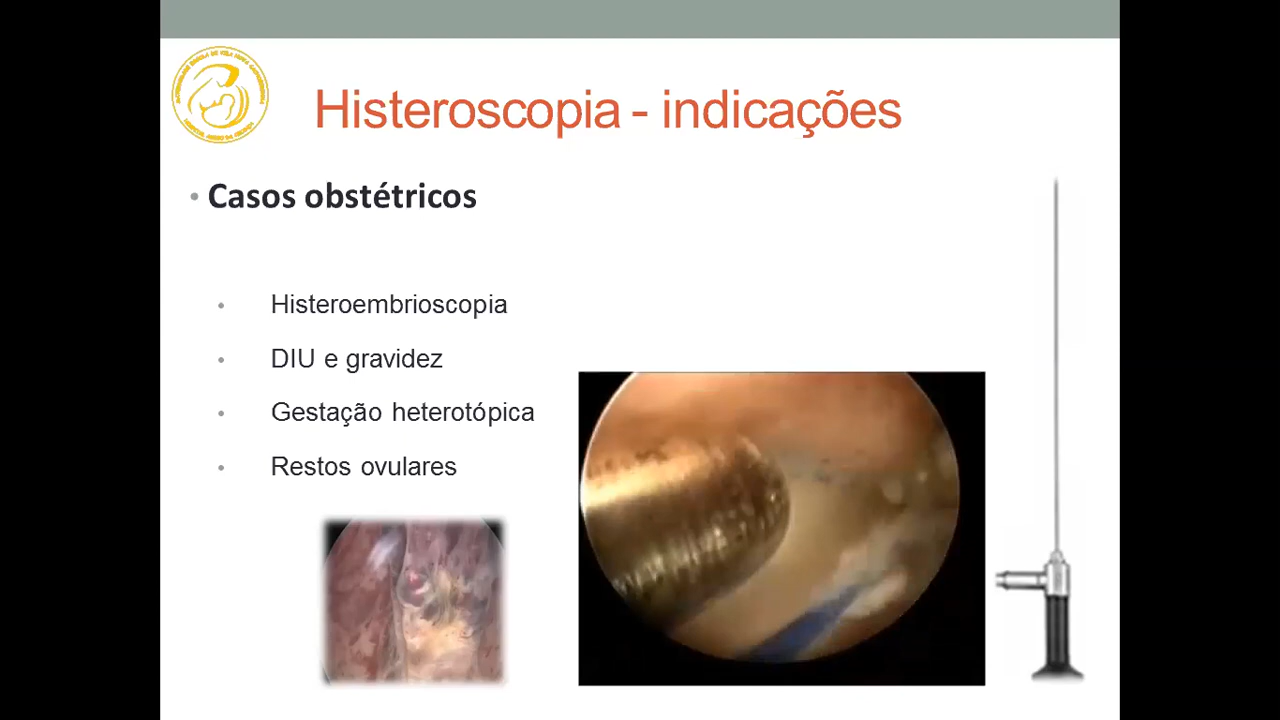 Histeroscopia - indicações
• Casos obstétricos
• Histeroembrioscopia
• DIU e gravidez
• Gestação heterotópica
• Restos ovulares